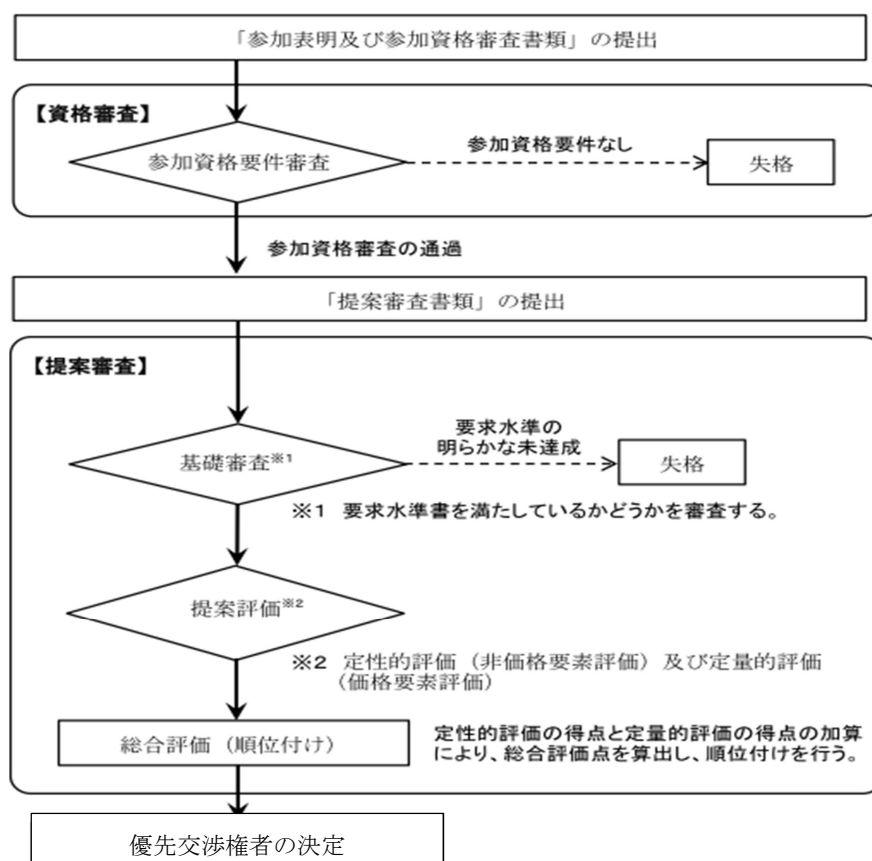 「参加表明及び参加資格審査書類」の提出
【資格審査】
参加資格要件審査
参加資格要件なし
失格
参加資格審査の通過
「提案審査書類」の提出
【提案審査】
基礎審査※1
要求水準の
明らかな未達成
失格
※1 要求水準書を満たしているかどうかを審査する。
提案評価※2
※2 定性的評価（非価格要素評価）及び定量的評価
(価格要素評価)
総合評価（順位付け）
定性的評価の得点と定量的評価の得点の加算
により、総合評価点を算出し、順位付けを行う。
優先交渉権者の決定